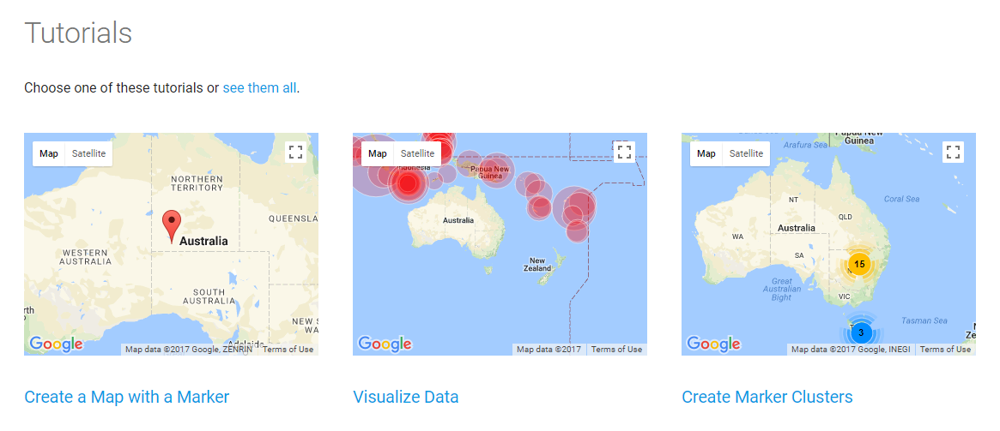 Tutorials
Choose one of these tutorials or see them all.
Map Satellite
NORTHERN
TERRITORY
QUEENSLA
Australia
WESTERN
AUSTRALIA
SOUTH
AUSTRALIA
rth
NEW S
WA
Adelaide
Google
Map data ©2017 Google, ZENRIN Terms of Use
Create a Map with a Marker
Map Satellite
Indonesia
Papua New
Guinea
Australia
New
Zealand
Google
Map data ©2017 Terms of Use
Visualize Data
Map Satellite
Papua New
Guinea
Arafura Sea
Coral Sea
NT
QLD
Australia
WA
SA
15
Great
Australian
Bight
VIC
Tasman Sea
3
Ze
Google
Map data ©2017 Google, INEGI Terms of Use
Create Marker Clusters